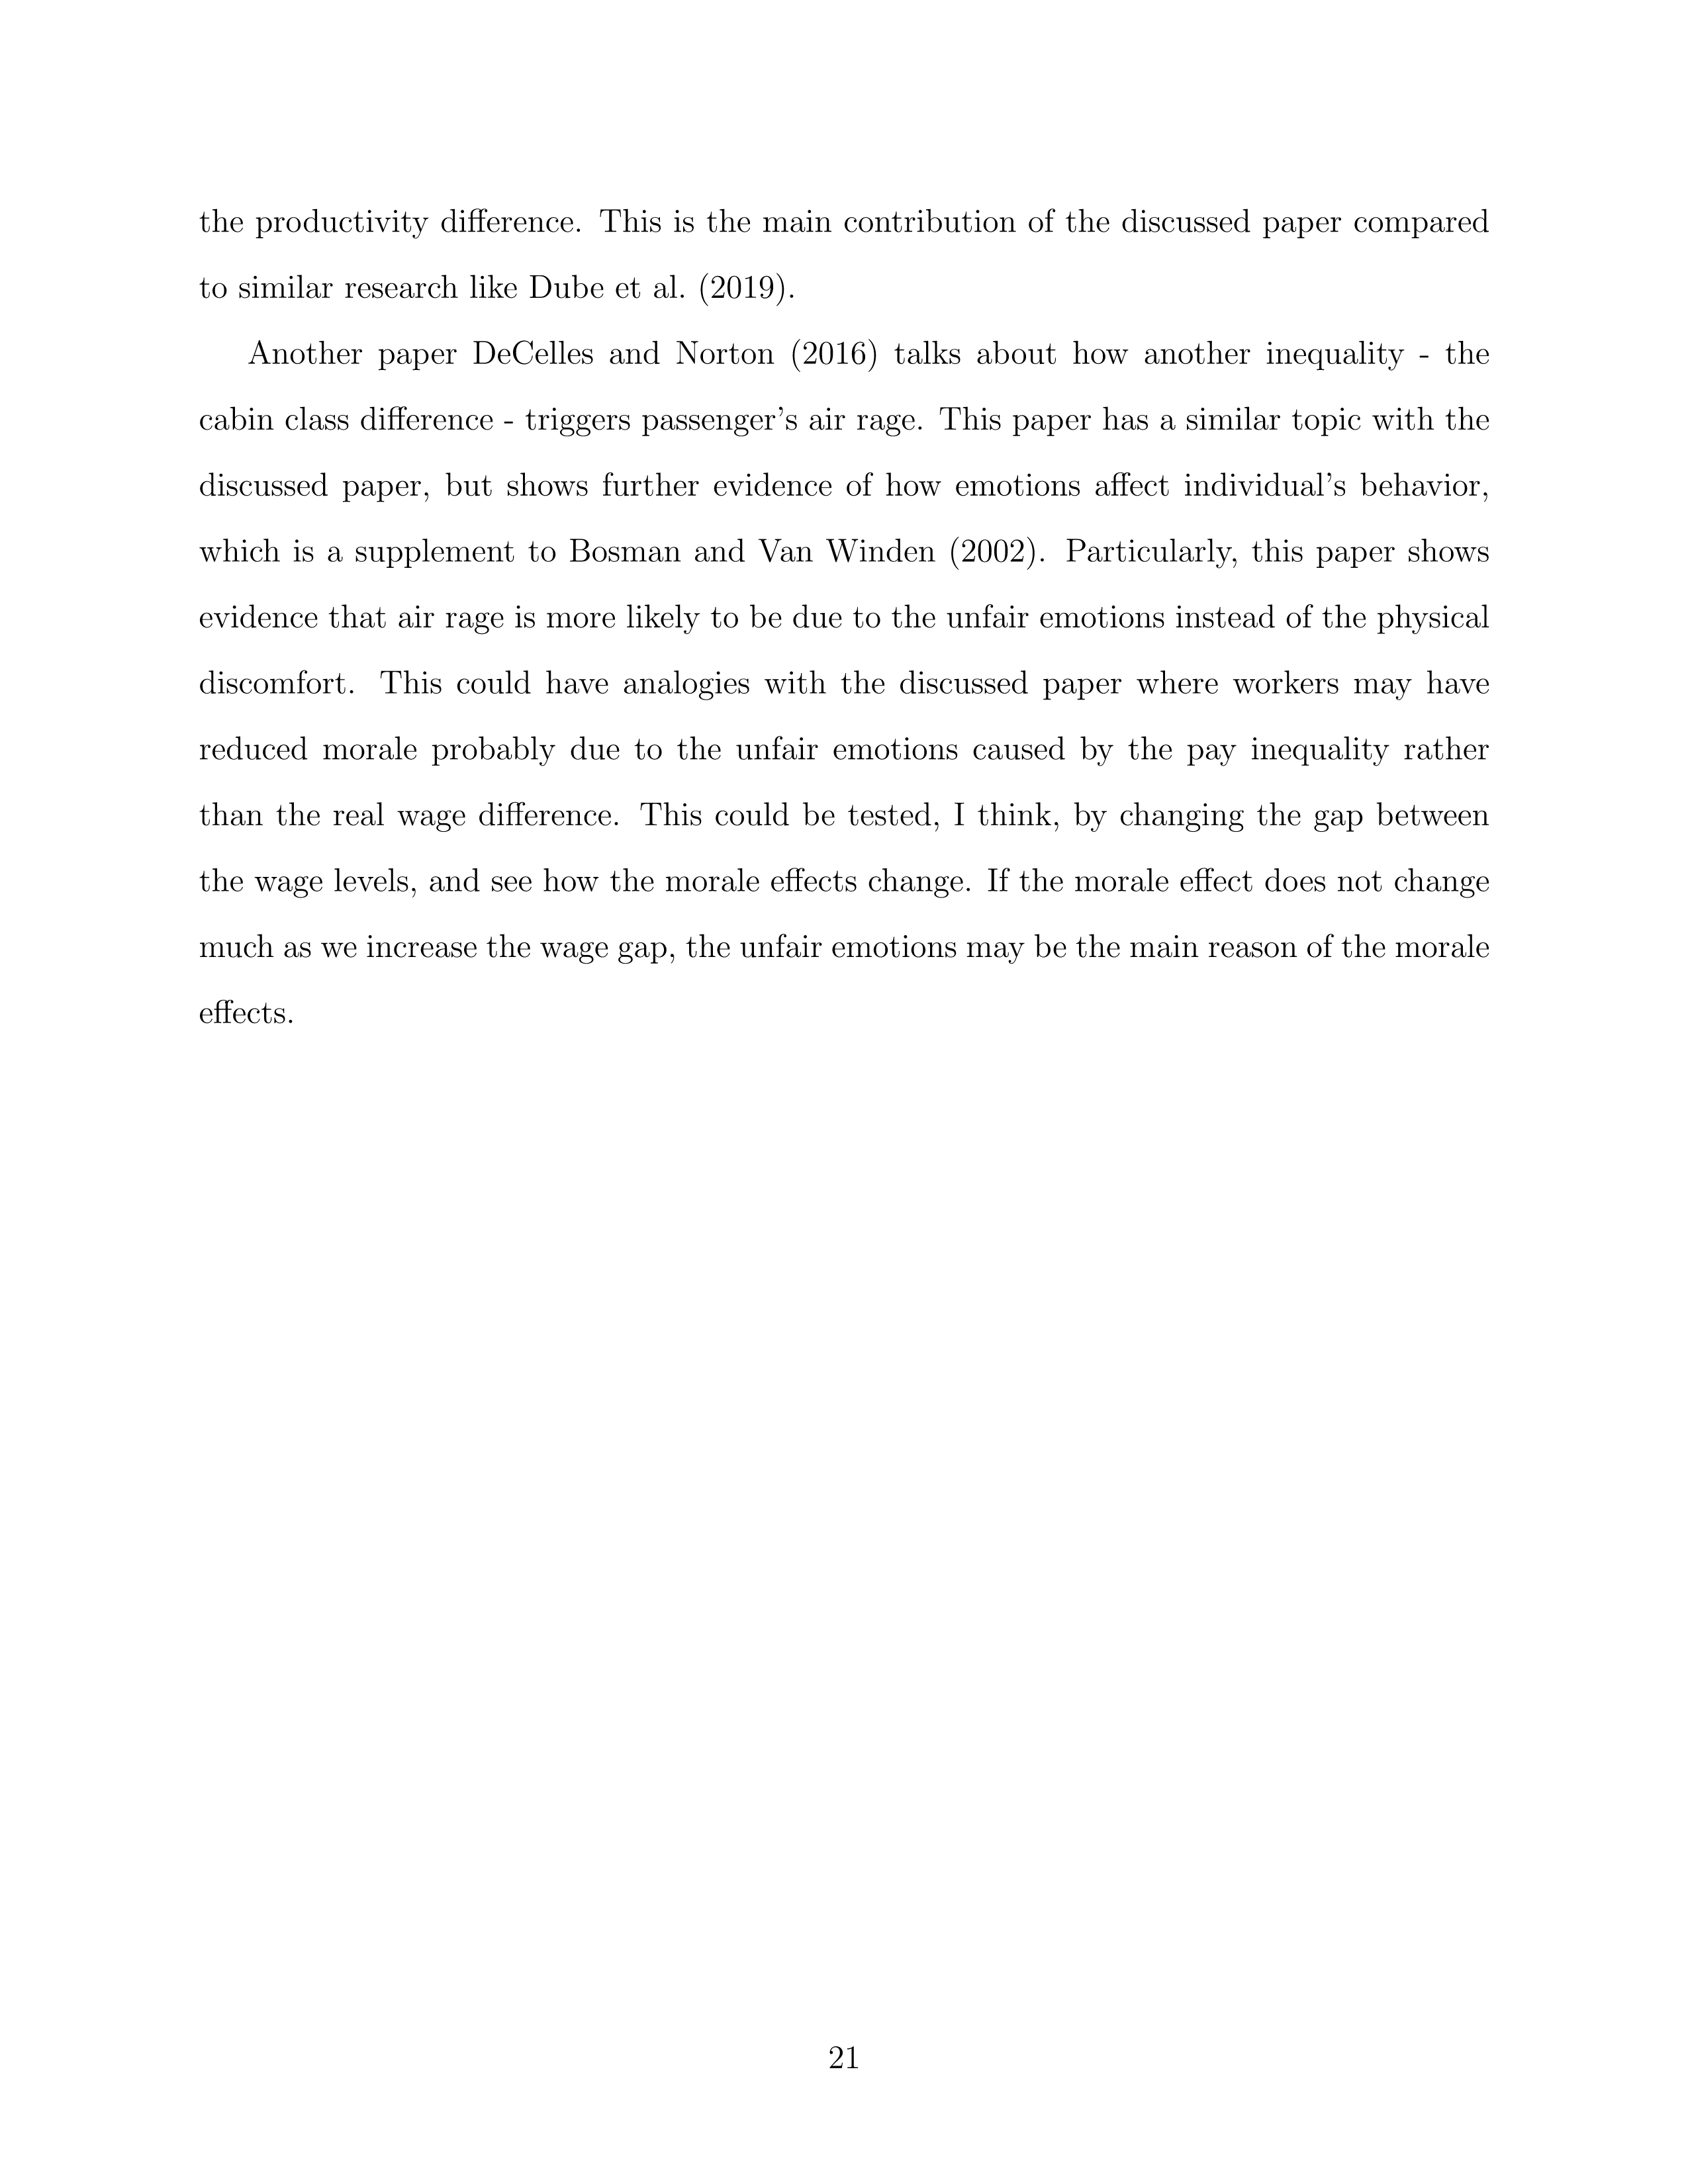 the productivity difference. This is the main contribution of the discussed paper compared
to similar research like Dube et al. (2019).
Another paper DeCelles and Norton (2016) talks about how another inequality - the
cabin class difference - triggers passenger's air rage. This paper has a similar topic with the
discussed paper, but shows further evidence of how emotions affect individual's behavior,
which is a supplement to Bosman and Van Winden (2002). Particularly, this paper shows
evidence that air rage is more likely to be due to the unfair emotions instead of the physical
discomfort. This could have analogies with the discussed paper where workers may have
reduced morale probably due to the unfair emotions caused by the pay inequality rather
than the real wage difference. This could be tested, I think, by changing the gap between
the wage levels, and see how the morale effects change. If the morale effect does not change
much as we increase the wage gap, the unfair emotions may be the main reason of the morale
effects.
21